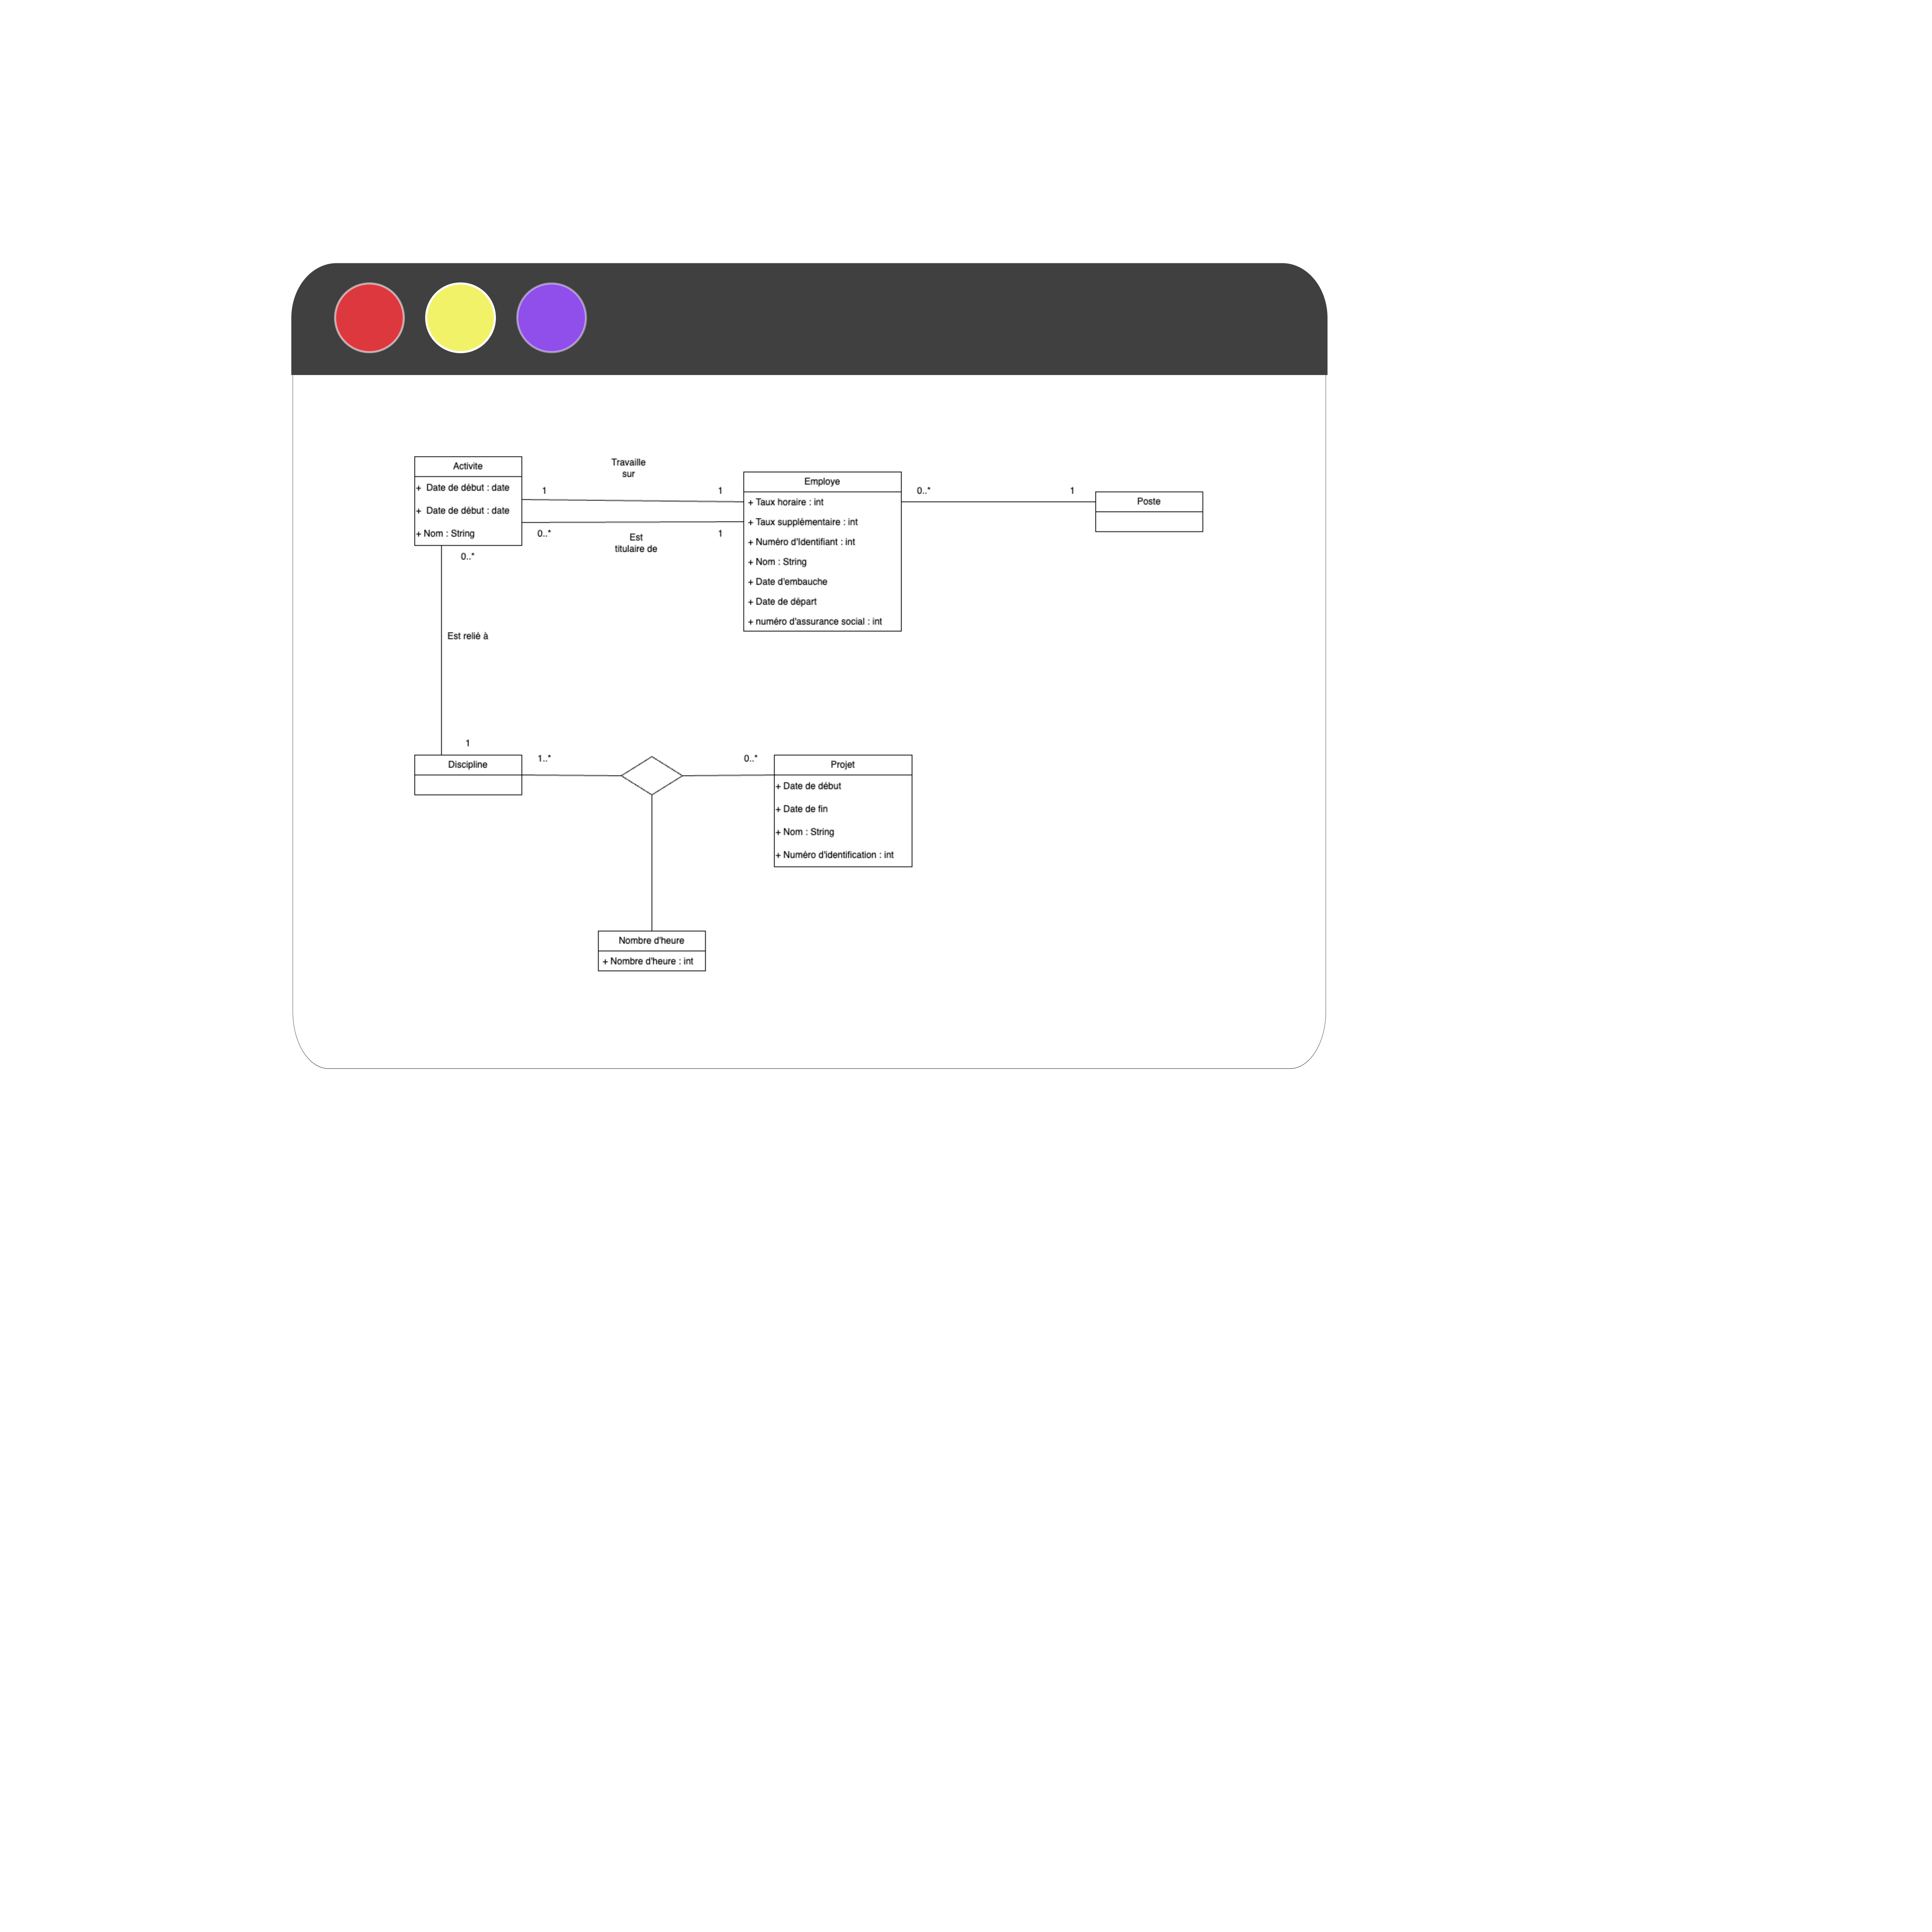 Activite
+  Date de début : date
+  Date de début : date
+ Nom : String
0..*
Travaille
sur
1
1
Est
titulaire de
0..*
1
Employe
+ Taux horaire : int
+ Taux supplémentaire : int
+ Numéro d'Identifiant : int
+ Nom : String
+ Date d'embauche
+ Date de départ
+ numéro d'assurance social : int
0..*
1
Poste
Est relié à
1
Discipline
1..*
0..*
Projet
+ Date de début
+ Date de fin
+ Nom : String
+ Numéro d'identification : int
Nombre d'heure
+ Nombre d'heure : int